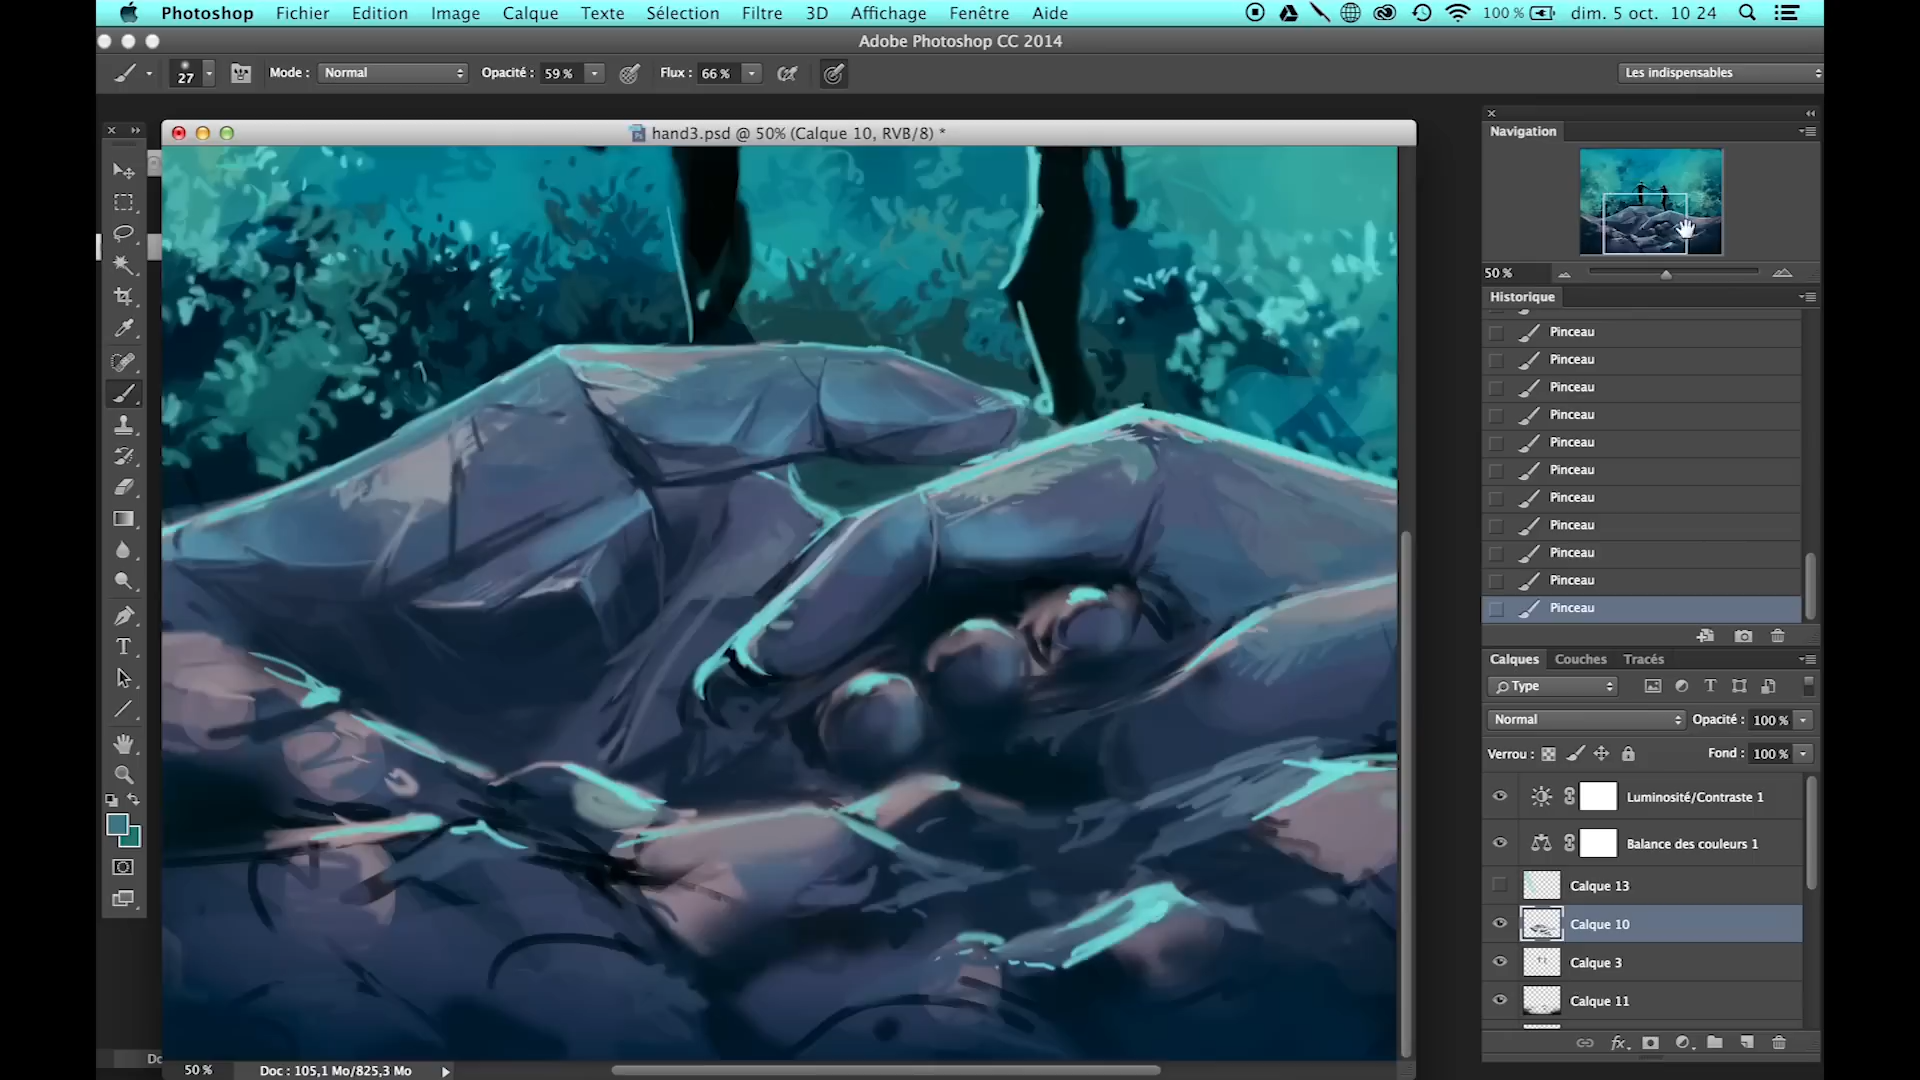 Photoshop Fichier Edition Image Calque Texte Sélection Filtre 3D Affichage Fenêtre Aide 100 % dim. 5 oct. 10 24
Adobe Photoshop CC 2014
27 Mode : Normal Opacité : 59 % Flux : 66 % Les indispensables
hand3.psd @ 50% (Calque 10, RVB/8) *
Navigation
50 %
Historique
Pinceau
Pinceau
Pinceau
Pinceau
Pinceau
Pinceau
Pinceau
Pinceau
Pinceau
Pinceau
Pinceau
Calques Couches Tracés
Type
Normal Opacité : 100 %
Verrou : Fond : 100 %
Luminosité/Contraste 1
Balance des couleurs 1
Calque 13
Calque 10
Calque 3
Calque 11
fx
Do
50 % Doc : 105,1 Mo/825,3 Mo